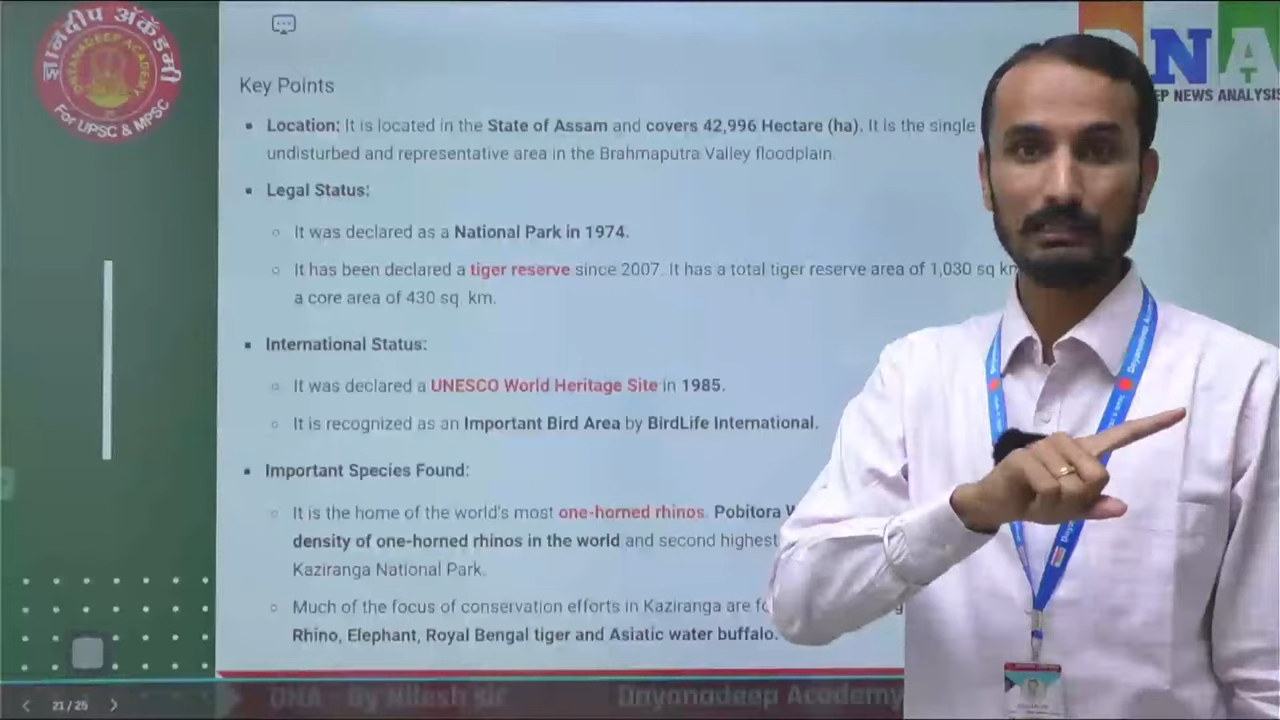 ज्ञानदीप अॅकॅडमी
DNYANADEEP ACADEMY
For UPSC & MPSC
DNA
EP NEWS ANALYSIS
Key Points
Location: It is located in the State of Assam and covers 42,996 Hectare (ha). It is the single
undisturbed and representative area in the Brahmaputra Valley floodplain.
Legal Status:
It was declared as a National Park in 1974.
It has been declared a tiger reserve since 2007. It has a total tiger reserve area of 1,030 sq
a core area of 430 sq. km.
International Status:
It was declared a UNESCO World Heritage Site in 1985.
It is recognized as an Important Bird Area by BirdLife International.
Important Species Found:
It is the home of the world's most one-horned rhinos. Pobitora
density of one-horned rhinos in the world and second highest
Kaziranga National Park.
Much of the focus of conservation efforts in Kaziranga are
Rhino, Elephant, Royal Bengal tiger and Asiatic water buffalo.
DNA - By Nilesh Sir
Dnyanadeep Academy
21 / 25